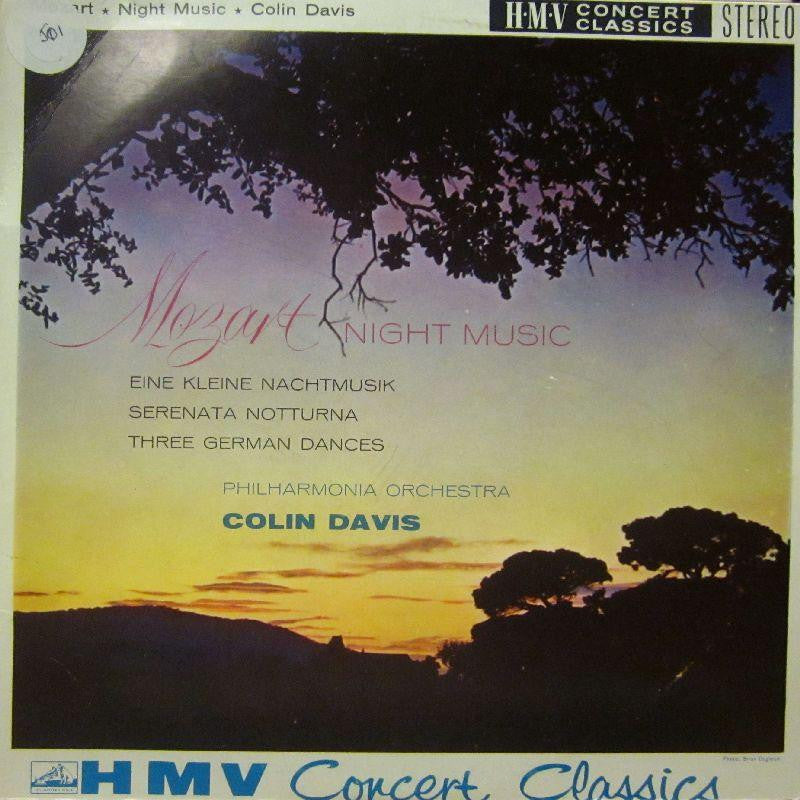 Night Music ★ Colin Davis
H·M·V CONCERT CLASSICS STEREO
501
Mozart NIGHT MUSIC
EINE KLEINE NACHTMUSIK
SERENATA NOTTURNA
THREE GERMAN DANCES
PHILHARMONIA ORCHESTRA
COLIN DAVIS
HMV Concert Classics